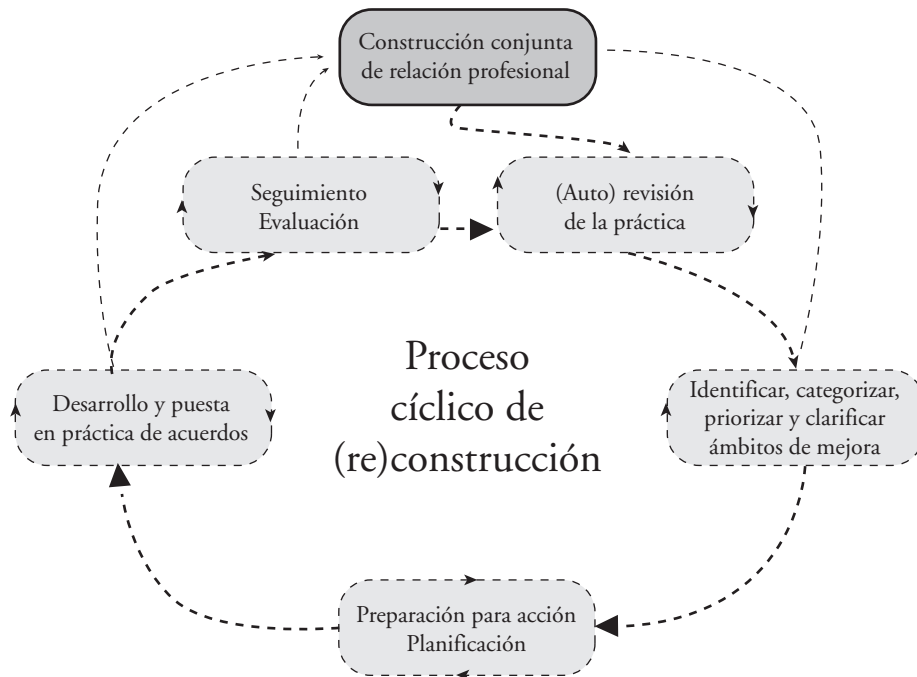 Construcción conjunta
de relación profesional
Seguimiento
Evaluación
(Auto) revisión
de la práctica
Proceso
cíclico de
(re)construcción
Desarrollo y puesta
en práctica de acuerdos
Identificar, categorizar,
priorizar y clarificar
ámbitos de mejora
Preparación para acción
Planificación